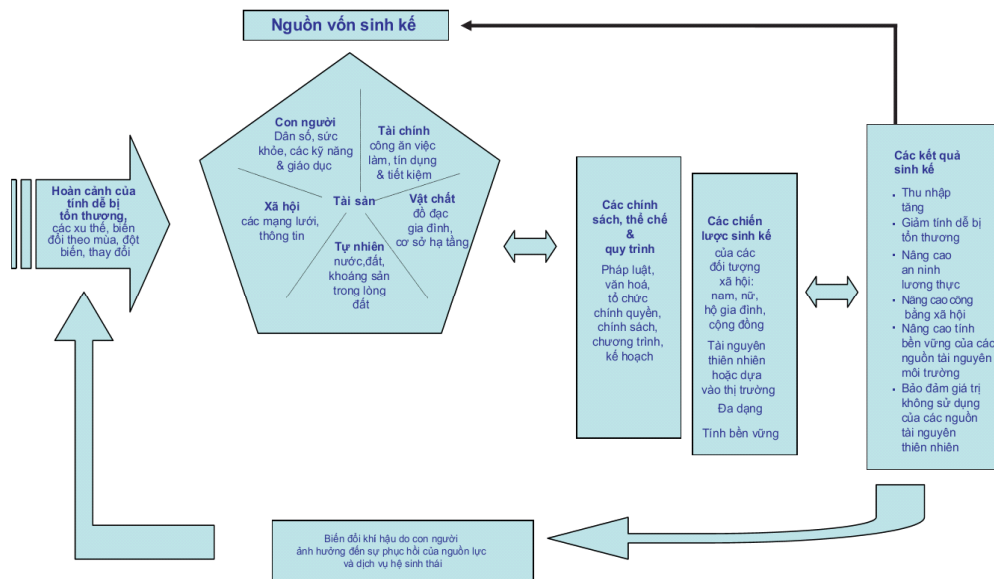 Nguồn vốn sinh kế
Hoàn cảnh của
tính dễ bị
tổn thương,
các xu thế, biến
đổi theo mùa, đột
biến, thay đổi
Con người
Dân số, sức
khỏe, các kỹ năng
& giáo dục
Tài chính
công ăn việc
làm, tín dụng
& tiết kiệm
Xã hội
các mạng lưới,
thông tin
Tài sản
Vật chất
đồ đạc
gia đình,
cơ sở hạ tầng
Tự nhiên
nước,đất,
khoáng sản
trong lòng
đất
Các chính
sách, thể chế
&
quy trình
Pháp luật,
văn hoá,
tổ chức
chính quyền,
chính sách,
chương trình,
kế hoạch
Các chiến
lược sinh kế
của các
đối tượng
xã hội:
nam, nữ,
hộ gia đình,
cộng đồng
Tài nguyên
thiên nhiên
hoặc dựa
vào thị trường
Đa dạng
Tính bền vững
Các kết quả
sinh kế
• Thu nhập
tăng
• Giảm tính dễ bị
tổn thương
• Nâng cao
an ninh
lương thực
• Nâng cao công
bằng xã hội
• Nâng cao tính
bền vững của các
nguồn tài nguyên
môi trường
• Bảo đảm giá trị
không sử dụng
của các nguồn
tài nguyên
thiên nhiên
Biến đổi khí hậu do con người
ảnh hưởng đến sự phục hồi của nguồn lực
và dịch vụ hệ sinh thái